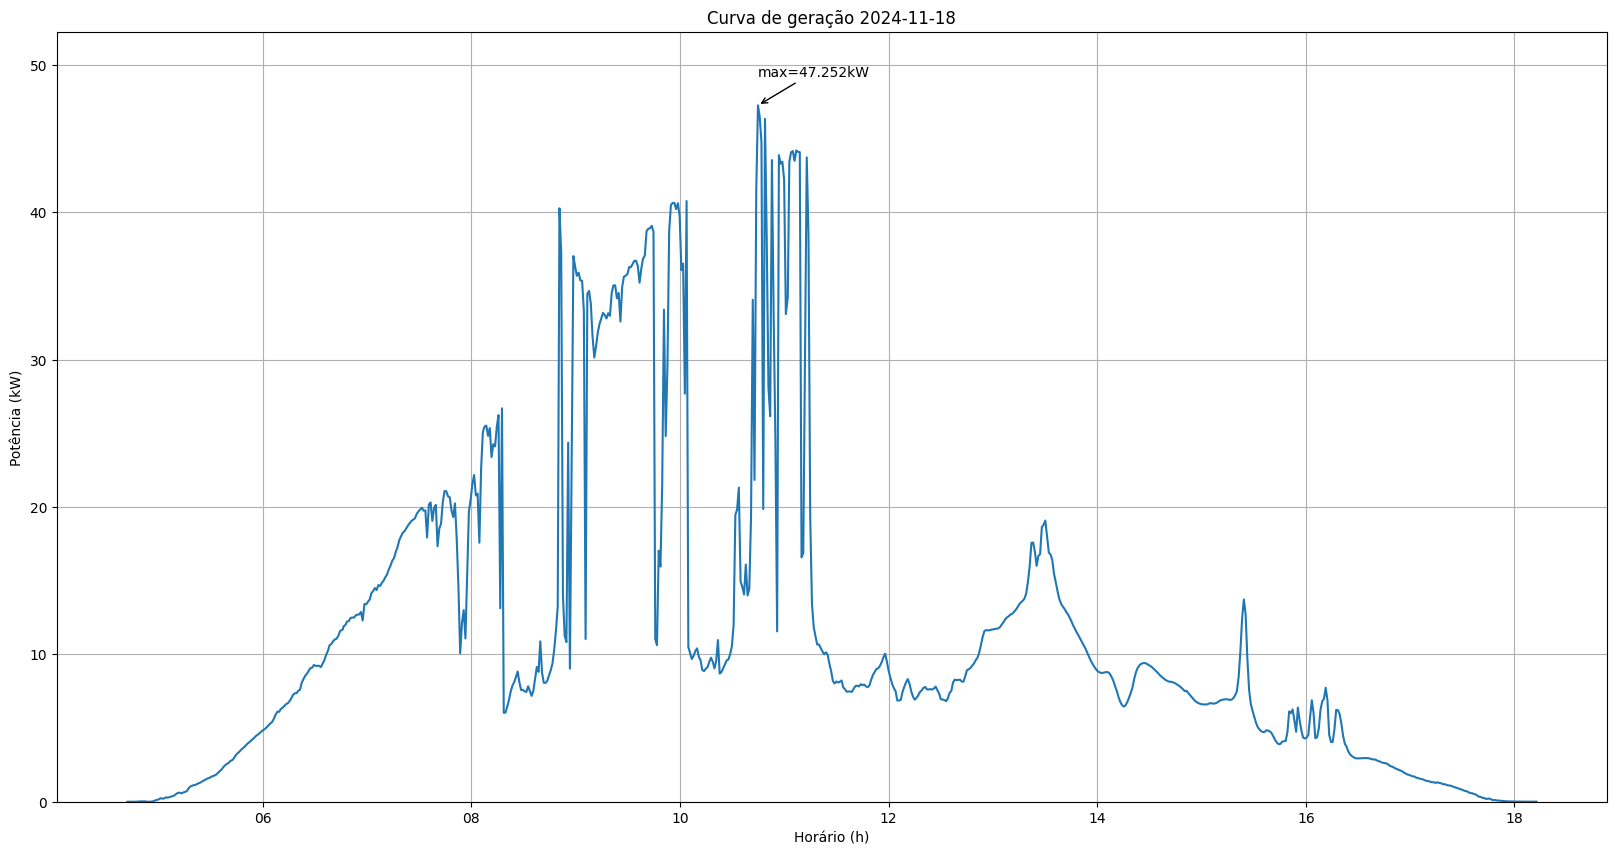 Curva de geração 2024-11-18
max=47.252kW
50
40
30
20
10
0
Potência (kW)
06 08 10 12 14 16 18
Horário (h)